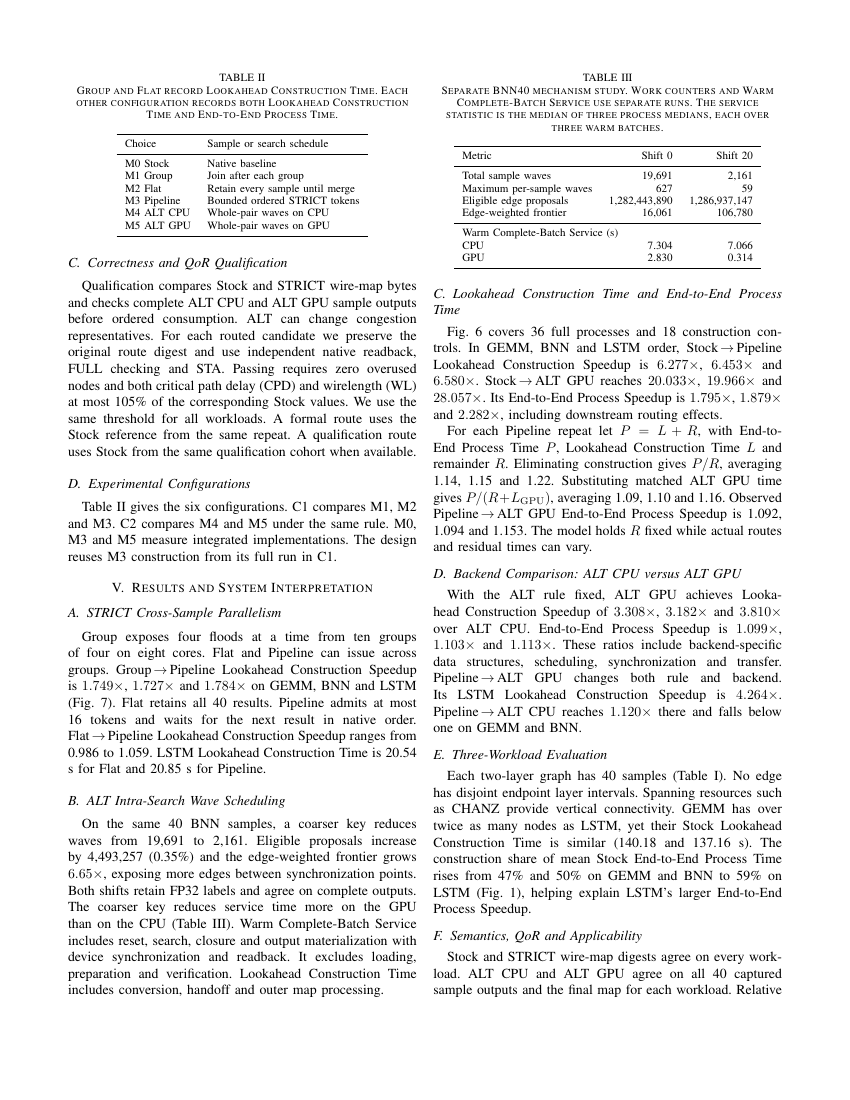 TABLE II
GROUP AND FLAT RECORD LOOKAHEAD CONSTRUCTION TIME. EACH
OTHER CONFIGURATION RECORDS BOTH LOOKAHEAD CONSTRUCTION
TIME AND END-TO-END PROCESS TIME.
Choice Sample or search schedule
M0 Stock Native baseline
M1 Group Join after each group
M2 Flat Retain every sample until merge
M3 Pipeline Bounded ordered STRICT tokens
M4 ALT CPU Whole-pair waves on CPU
M5 ALT GPU Whole-pair waves on GPU
C. Correctness and QoR Qualification
Qualification compares Stock and STRICT wire-map bytes
and checks complete ALT CPU and ALT GPU sample outputs
before ordered consumption. ALT can change congestion
representatives. For each routed candidate we preserve the
original route digest and use independent native readback,
FULL checking and STA. Passing requires zero overused
nodes and both critical path delay (CPD) and wirelength (WL)
at most 105% of the corresponding Stock values. We use the
same threshold for all workloads. A formal route uses the
Stock reference from the same repeat. A qualification route
uses Stock from the same qualification cohort when available.
D. Experimental Configurations
Table II gives the six configurations. C1 compares M1, M2
and M3. C2 compares M4 and M5 under the same rule. M0,
M3 and M5 measure integrated implementations. The design
reuses M3 construction from its full run in C1.
V. RESULTS AND SYSTEM INTERPRETATION
A. STRICT Cross-Sample Parallelism
Group exposes four floods at a time from ten groups
of four on eight cores. Flat and Pipeline can issue across
groups. Group→Pipeline Lookahead Construction Speedup
is 1.749×, 1.727× and 1.784× on GEMM, BNN and LSTM
(Fig. 7). Flat retains all 40 results. Pipeline admits at most
16 tokens and waits for the next result in native order.
Flat→Pipeline Lookahead Construction Speedup ranges from
0.986 to 1.059. LSTM Lookahead Construction Time is 20.54
s for Flat and 20.85 s for Pipeline.
B. ALT Intra-Search Wave Scheduling
On the same 40 BNN samples, a coarser key reduces
waves from 19,691 to 2,161. Eligible proposals increase
by 4,493,257 (0.35%) and the edge-weighted frontier grows
6.65×, exposing more edges between synchronization points.
Both shifts retain FP32 labels and agree on complete outputs.
The coarser key reduces service time more on the GPU
than on the CPU (Table III). Warm Complete-Batch Service
includes reset, search, closure and output materialization with
device synchronization and readback. It excludes loading,
preparation and verification. Lookahead Construction Time
includes conversion, handoff and outer map processing.
TABLE III
SEPARATE BNN40 MECHANISM STUDY. WORK COUNTERS AND WARM
COMPLETE-BATCH SERVICE USE SEPARATE RUNS. THE SERVICE
STATISTIC IS THE MEDIAN OF THREE PROCESS MEDIANS, EACH OVER
THREE WARM BATCHES.
Metric Shift 0 Shift 20
Total sample waves 19,691 2,161
Maximum per-sample waves 627 59
Eligible edge proposals 1,282,443,890 1,286,937,147
Edge-weighted frontier 16,061 106,780
Warm Complete-Batch Service (s)
CPU 7.304 7.066
GPU 2.830 0.314
C. Lookahead Construction Time and End-to-End Process
Time
Fig. 6 covers 36 full processes and 18 construction con-
trols. In GEMM, BNN and LSTM order, Stock→Pipeline
Lookahead Construction Speedup is 6.277×, 6.453× and
6.580×. Stock→ALT GPU reaches 20.033×, 19.966× and
28.057×. Its End-to-End Process Speedup is 1.795×, 1.879×
and 2.282×, including downstream routing effects.
For each Pipeline repeat let P = L + R, with End-to-
End Process Time P, Lookahead Construction Time L and
remainder R. Eliminating construction gives P/R, averaging
1.14, 1.15 and 1.22. Substituting matched ALT GPU time
gives P/(R+L_GPU), averaging 1.09, 1.10 and 1.16. Observed
Pipeline→ALT GPU End-to-End Process Speedup is 1.092,
1.094 and 1.153. The model holds R fixed while actual routes
and residual times can vary.
D. Backend Comparison: ALT CPU versus ALT GPU
With the ALT rule fixed, ALT GPU achieves Looka-
head Construction Speedup of 3.308×, 3.182× and 3.810×
over ALT CPU. End-to-End Process Speedup is 1.099×,
1.103× and 1.113×. These ratios include backend-specific
data structures, scheduling, synchronization and transfer.
Pipeline→ALT GPU changes both rule and backend.
Its LSTM Lookahead Construction Speedup is 4.264×.
Pipeline→ALT CPU reaches 1.120× there and falls below
one on GEMM and BNN.
E. Three-Workload Evaluation
Each two-layer graph has 40 samples (Table I). No edge
has disjoint endpoint layer intervals. Spanning resources such
as CHANZ provide vertical connectivity. GEMM has over
twice as many nodes as LSTM, yet their Stock Lookahead
Construction Time is similar (140.18 and 137.16 s). The
construction share of mean Stock End-to-End Process Time
rises from 47% and 50% on GEMM and BNN to 59% on
LSTM (Fig. 1), helping explain LSTM's larger End-to-End
Process Speedup.
F. Semantics, QoR and Applicability
Stock and STRICT wire-map digests agree on every work-
load. ALT CPU and ALT GPU agree on all 40 captured
sample outputs and the final map for each workload. Relative